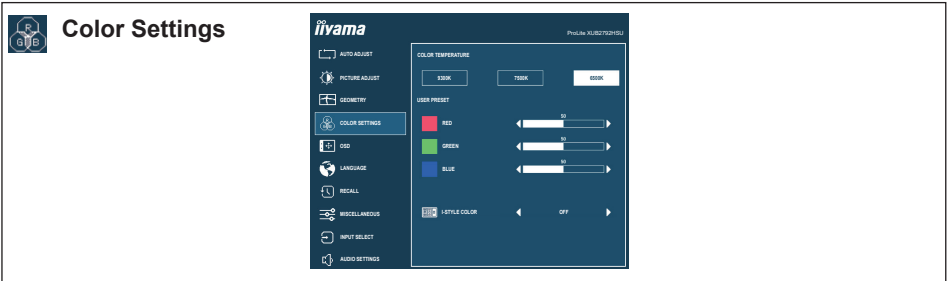 R
G B
Color Settings
iiyama
ProLite XUB2792HSU
AUTO ADJUST
PICTURE ADJUST
GEOMETRY
COLOR SETTINGS
OSD
LANGUAGE
RECALL
MISCELLANEOUS
INPUT SELECT
AUDIO SETTINGS
COLOR TEMPERATURE
9300K 7500K 6500K
USER PRESET
RED 50
GREEN 50
BLUE 50
i-STYLE COLOR OFF